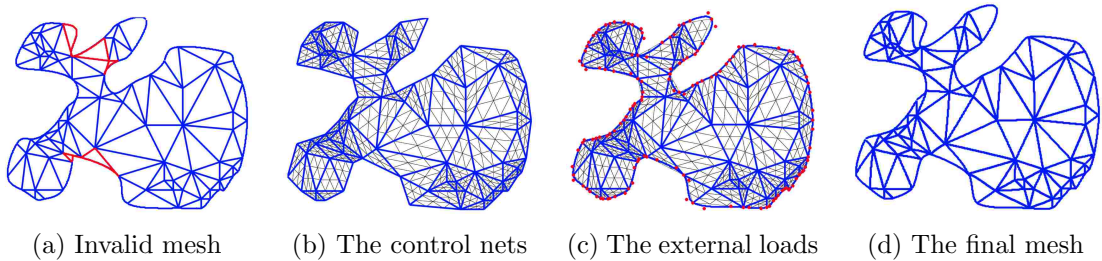 (a) Invalid mesh
(b) The control nets
(c) The external loads
(d) The final mesh